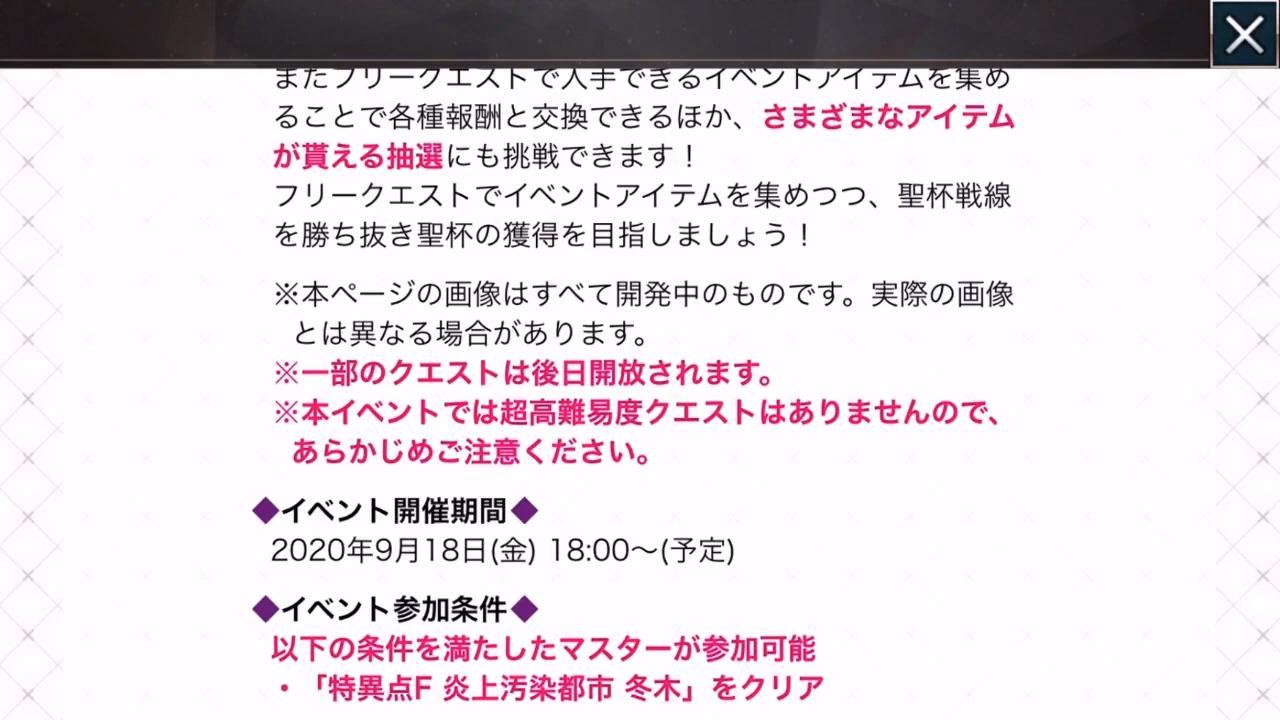 またフリークエストで入手できるイベントアイテムを集め
ることで各種報酬と交換できるほか、さまざまなアイテム
が貰える抽選にも挑戦できます！
フリークエストでイベントアイテムを集めつつ、聖杯戦線
を勝ち抜き聖杯の獲得を目指しましょう！
※本ページの画像はすべて開発中のものです。実際の画像
とは異なる場合があります。
※一部のクエストは後日開放されます。
※本イベントでは超高難易度クエストはありませんので、
あらかじめご注意ください。
◆イベント開催期間◆
2020年9月18日(金) 18:00～(予定)
◆イベント参加条件◆
以下の条件を満たしたマスターが参加可能
・「特異点F 炎上汚染都市 冬木」をクリア